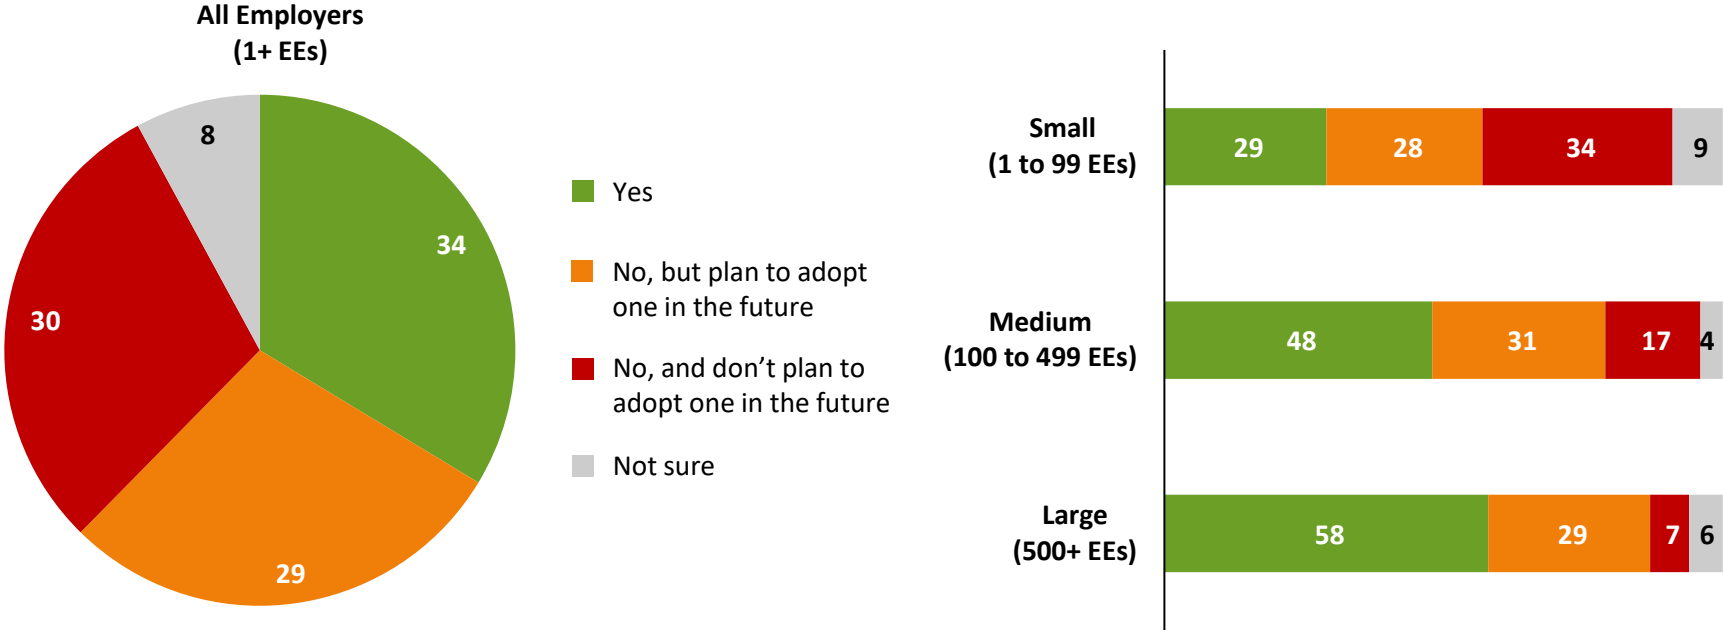 All Employers
(1+ EEs)
8
34
30
29
Yes
No, but plan to adopt
one in the future
No, and don’t plan to
adopt one in the future
Not sure
Small
(1 to 99 EEs)
29 28 34 9
Medium
(100 to 499 EEs)
48 31 17 4
Large
(500+ EEs)
58 29 7 6